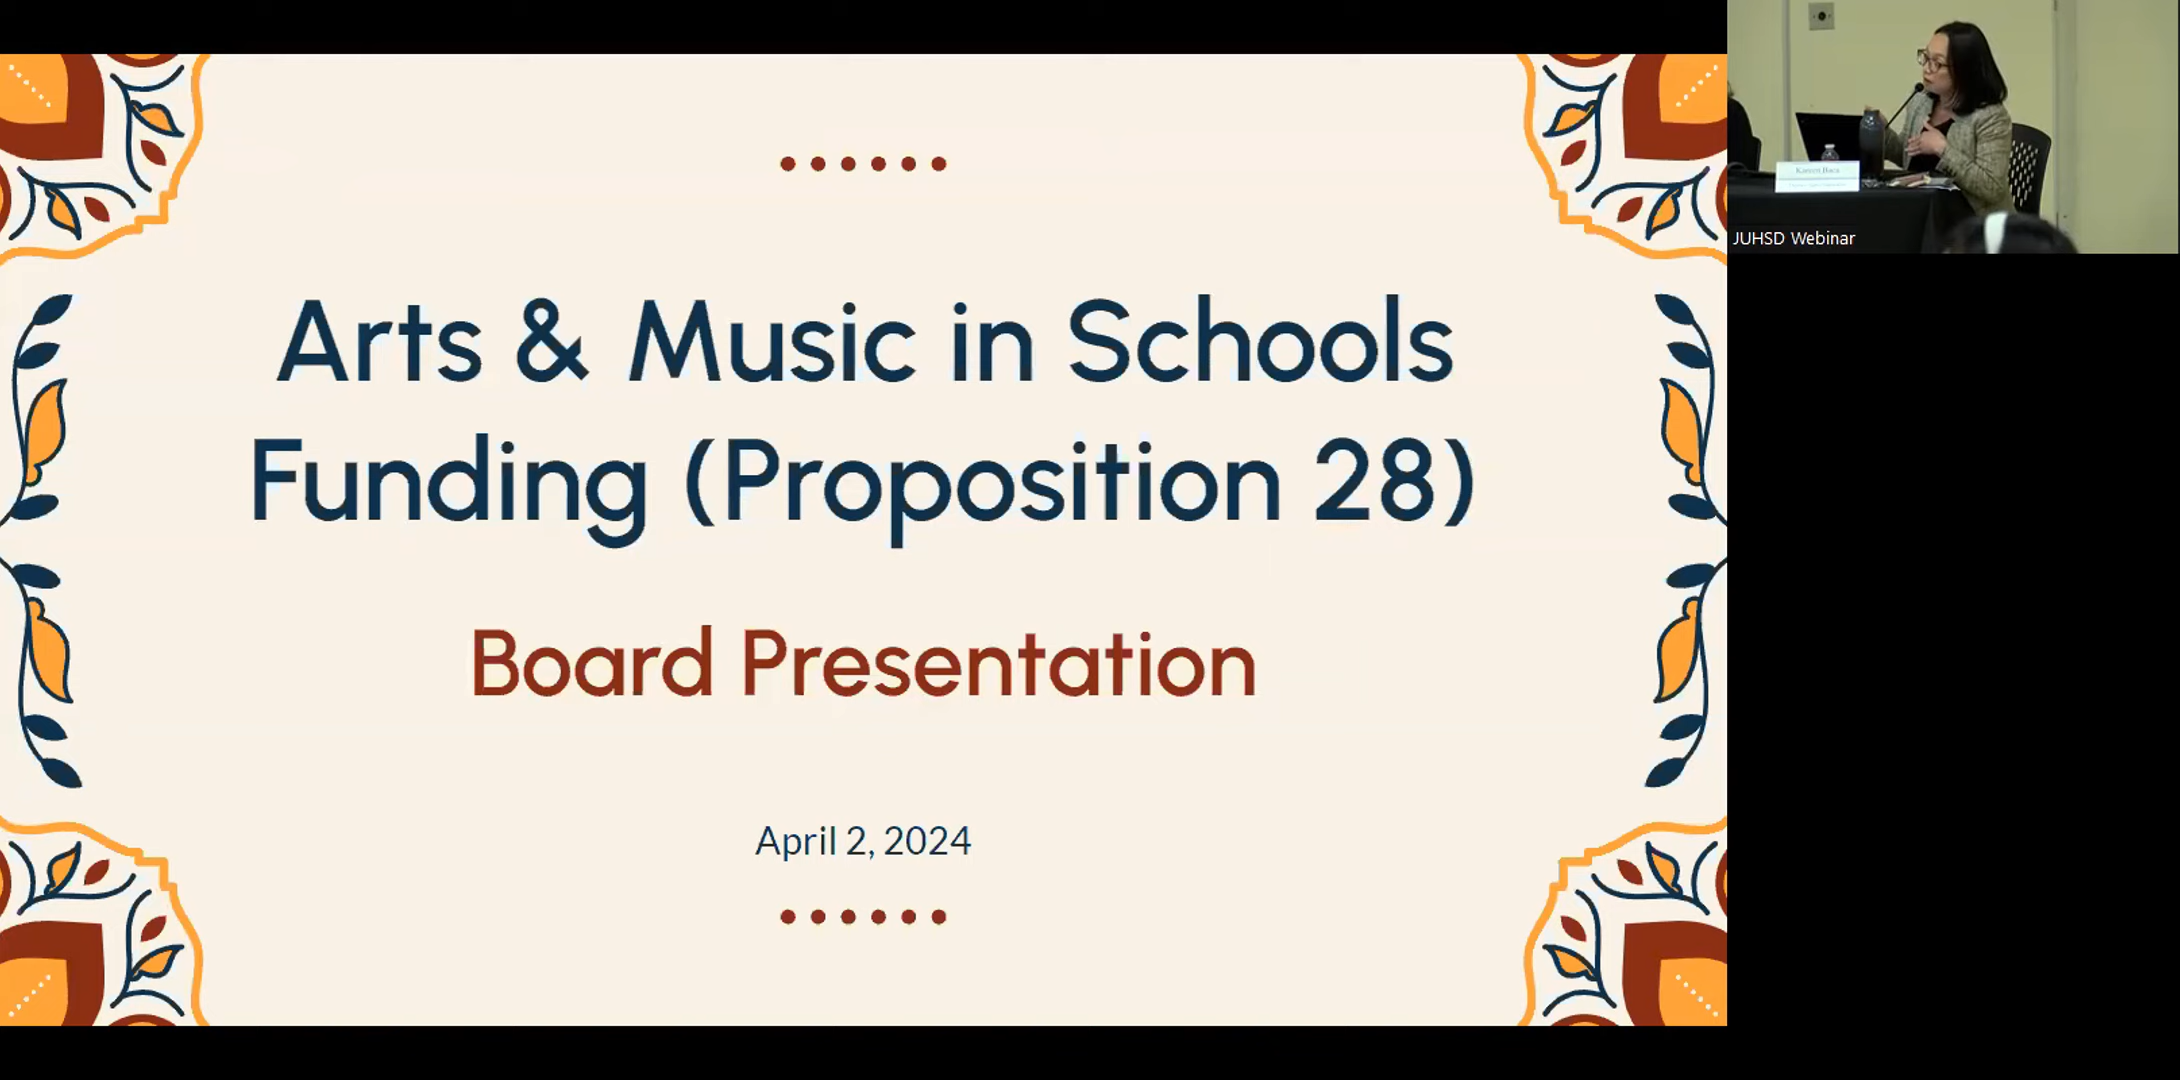 Arts & Music in Schools
Funding (Proposition 28)
Board Presentation
April 2, 2024
JUHSD Webinar